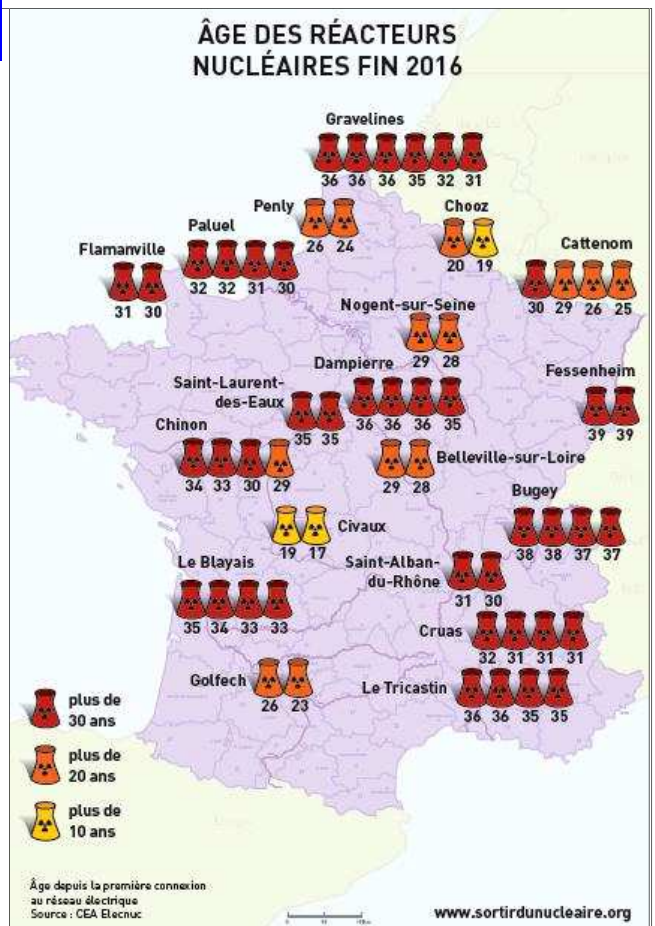 ÂGE DES RÉACTEURS
NUCLÉAIRES FIN 2016
Gravelines
36 36 36 35 32 31
Penly
26 24
Chooz
20 19
Paluel
32 32 31 30
Flamanville
31 30
Cattenom
30 29 26 25
Nogent-sur-Seine
29 28
Dampierre
36 36 36 35
Fessenheim
39 39
Saint-Laurent-
des-Eaux
35 35
Chinon
34 33 30 29
Belleville-sur-Loire
29 28
Bugey
38 38 37 37
Civaux
19 17
Saint-Alban-
du-Rhône
31 30
Le Blayais
35 34 33 33
Cruas
32 31 31 31
Golfech
26 23
Le Tricastin
36 36 35 35
plus de
30 ans
plus de
20 ans
plus de
10 ans
Âge depuis la première connexion
au réseau électrique
Source : CEA Elecnuc
www.sortirdunucleaire.org